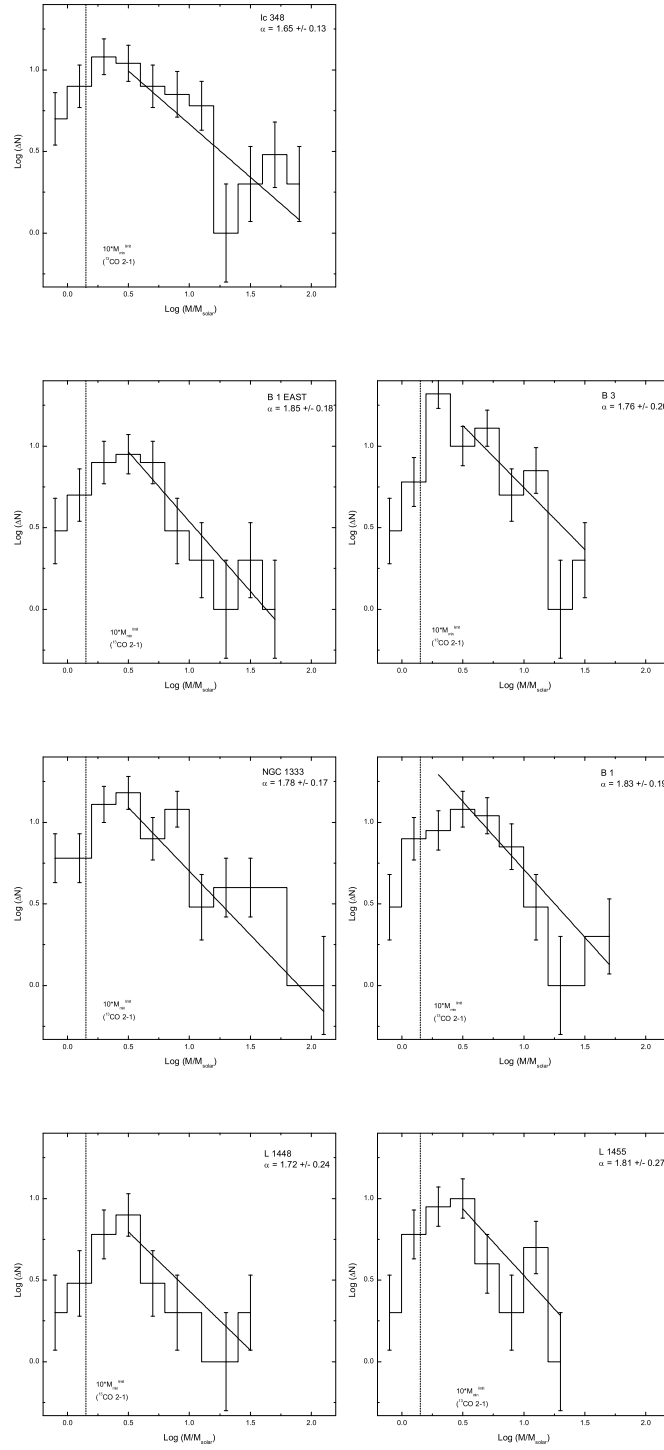 Ic 348
α = 1.65 +/- 0.13
1.0
0.5
0.0
Log (ΔN)
10*M
(¹³CO 2-1)
0.0 0.5 1.0 1.5 2.0
Log (M/Msolar)
B 1 EAST
α = 1.85 +/- 0.18
1.0
0.5
0.0
Log (ΔN)
10*M
(¹³CO 2-1)
0.0 0.5 1.0 1.5 2.0
Log (M/Msolar)
B 3
α = 1.76 +/- 0.20
1.0
0.5
0.0
Log (ΔN)
10*M
(¹³CO 2-1)
0.0 0.5 1.0 1.5 2.0
Log (M/Msolar)
NGC 1333
α = 1.78 +/- 0.17
1.0
0.5
0.0
Log (ΔN)
10*M
(¹³CO 2-1)
0.0 0.5 1.0 1.5 2.0
Log (M/Msolar)
B 1
α = 1.83 +/- 0.19
1.0
0.5
0.0
Log (ΔN)
10*M
(¹³CO 2-1)
0.0 0.5 1.0 1.5 2.0
Log (M/Msolar)
L 1448
α = 1.72 +/- 0.24
1.0
0.5
0.0
Log (ΔN)
10*M
(¹³CO 2-1)
0.0 0.5 1.0 1.5 2.0
Log (M/Msolar)
L 1455
α = 1.81 +/- 0.27
1.0
0.5
0.0
Log (ΔN)
10*M
(¹³CO 2-1)
0.0 0.5 1.0 1.5 2.0
Log (M/Msolar)